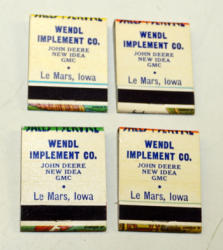 WENDL
IMPLEMENT CO.
JOHN DEERE
NEW IDEA
GMC
Le Mars, Iowa
WENDL
IMPLEMENT CO.
JOHN DEERE
NEW IDEA
GMC
Le Mars, Iowa
WENDL
IMPLEMENT CO.
JOHN DEERE
NEW IDEA
GMC
Le Mars, Iowa
WENDL
IMPLEMENT CO.
JOHN DEERE
NEW IDEA
GMC
Le Mars, Iowa